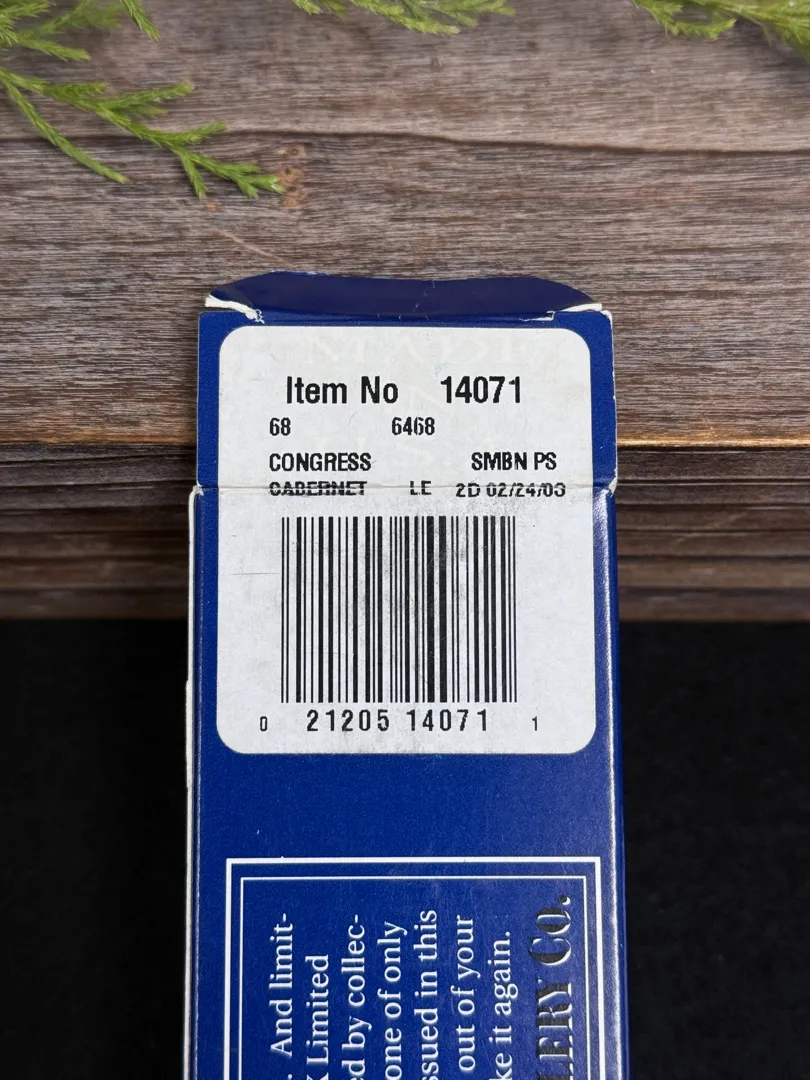 Item No 14071
68 6468
CONGRESS SMBN PS
CABERNET LE 2D 02/24/03
0 21205 14071 1
. And limit-
Limited
ed by collec-
one of only
ssued in this
out of your
ke it again.
LERY CO.